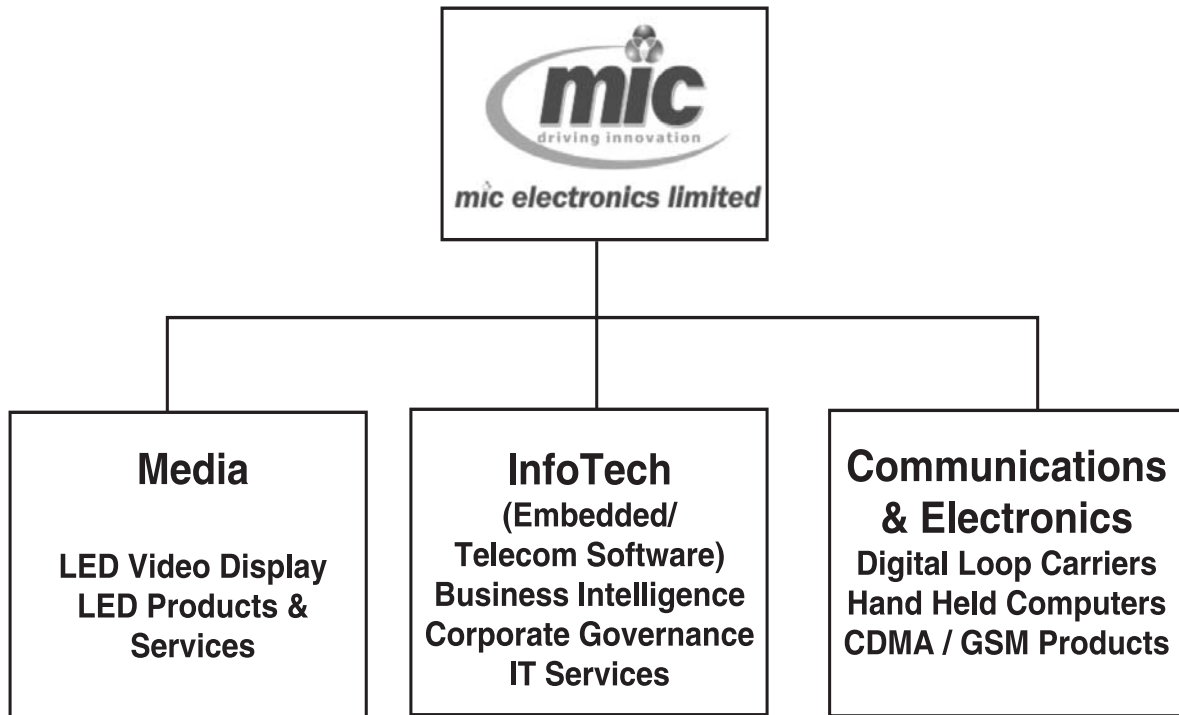 mic
driving innovation
mic electronics limited
Media
LED Video Display
LED Products &
Services
InfoTech
(Embedded/
Telecom Software)
Business Intelligence
Corporate Governance
IT Services
Communications
& Electronics
Digital Loop Carriers
Hand Held Computers
CDMA / GSM Products